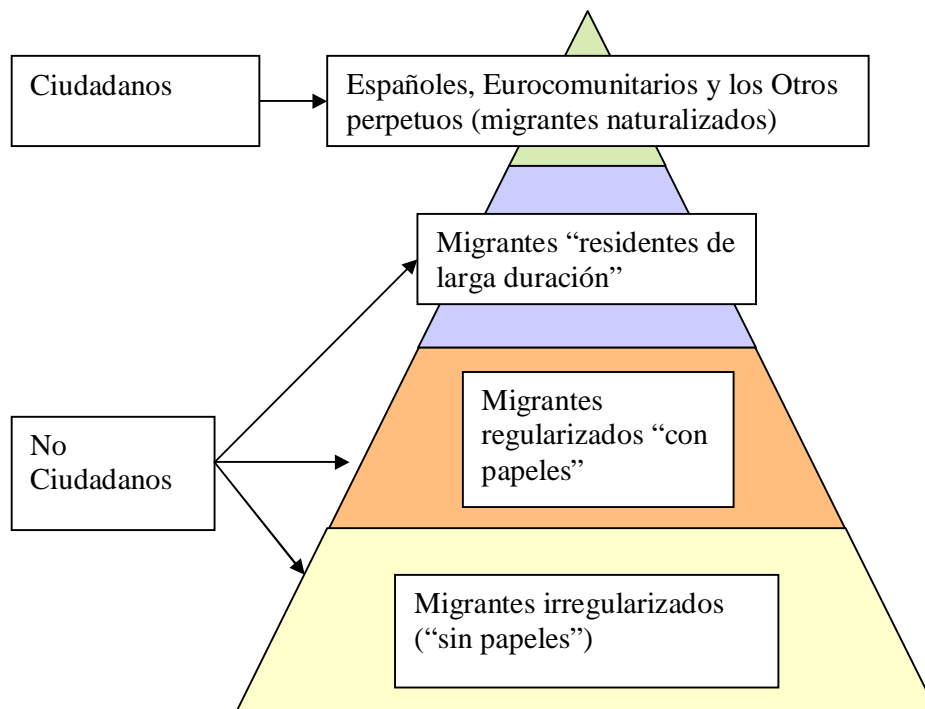 Ciudadanos
Españoles, Eurocomunitarios y los Otros
perpetuos (migrantes naturalizados)
Migrantes “residentes de
larga duración”
No
Ciudadanos
Migrantes
regularizados “con
papeles”
Migrantes irregularizados
(“sin papeles”)